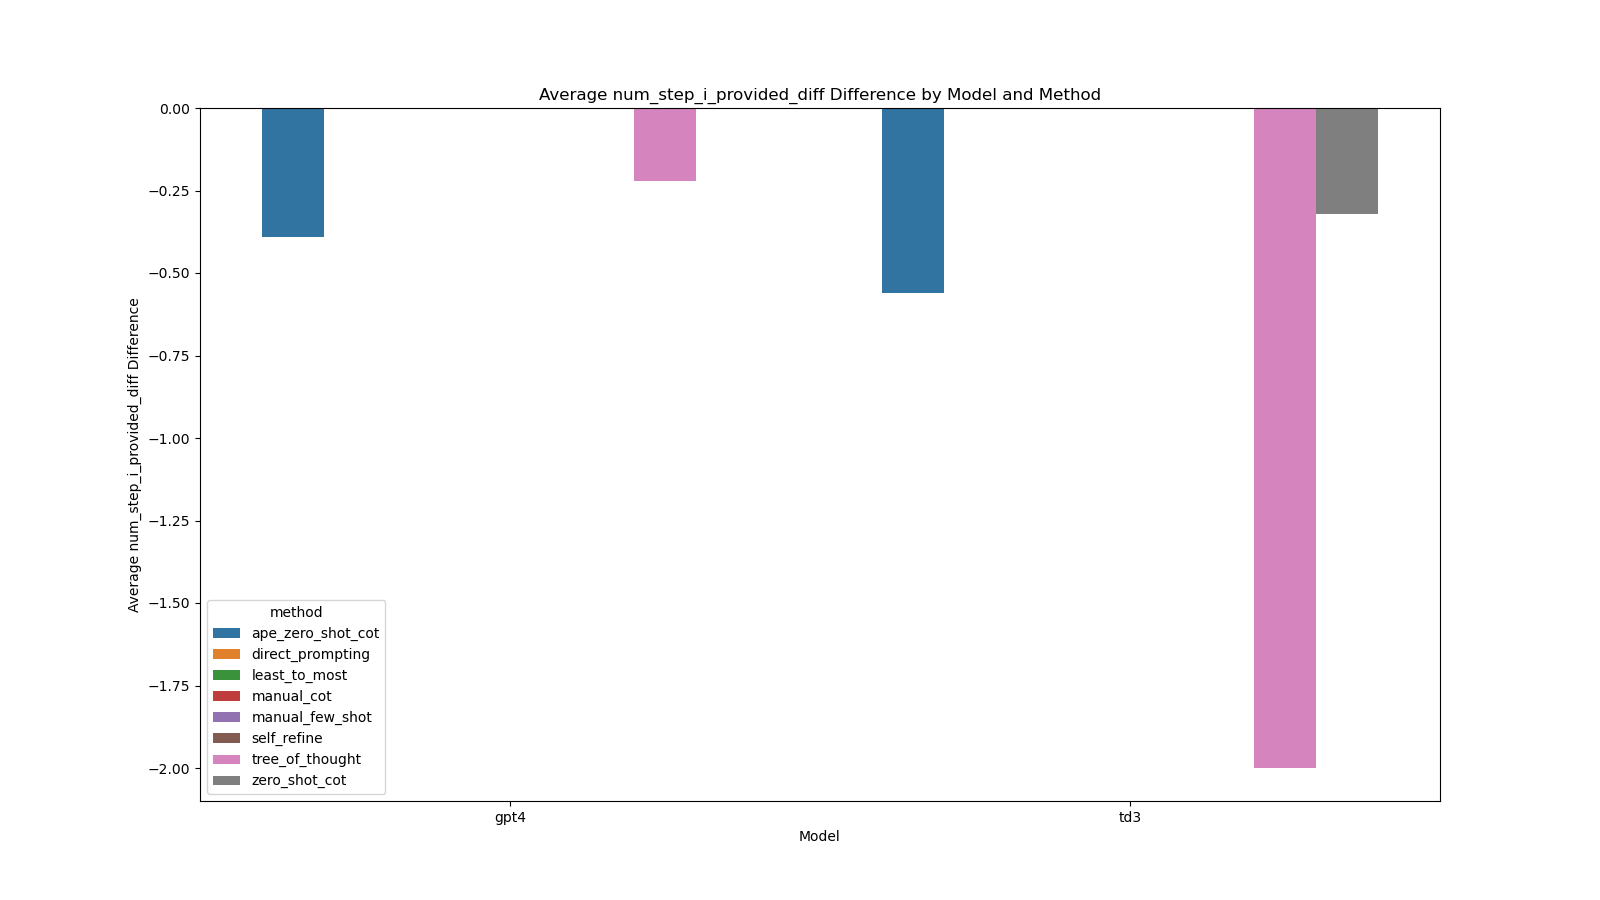 Average num_step_i_provided_diff Difference by Model and Method
Average num_step_i_provided_diff Difference
0.00
−0.25
−0.50
−0.75
−1.00
−1.25
−1.50
−1.75
−2.00
method
ape_zero_shot_cot
direct_prompting
least_to_most
manual_cot
manual_few_shot
self_refine
tree_of_thought
zero_shot_cot
gpt4
td3
Model